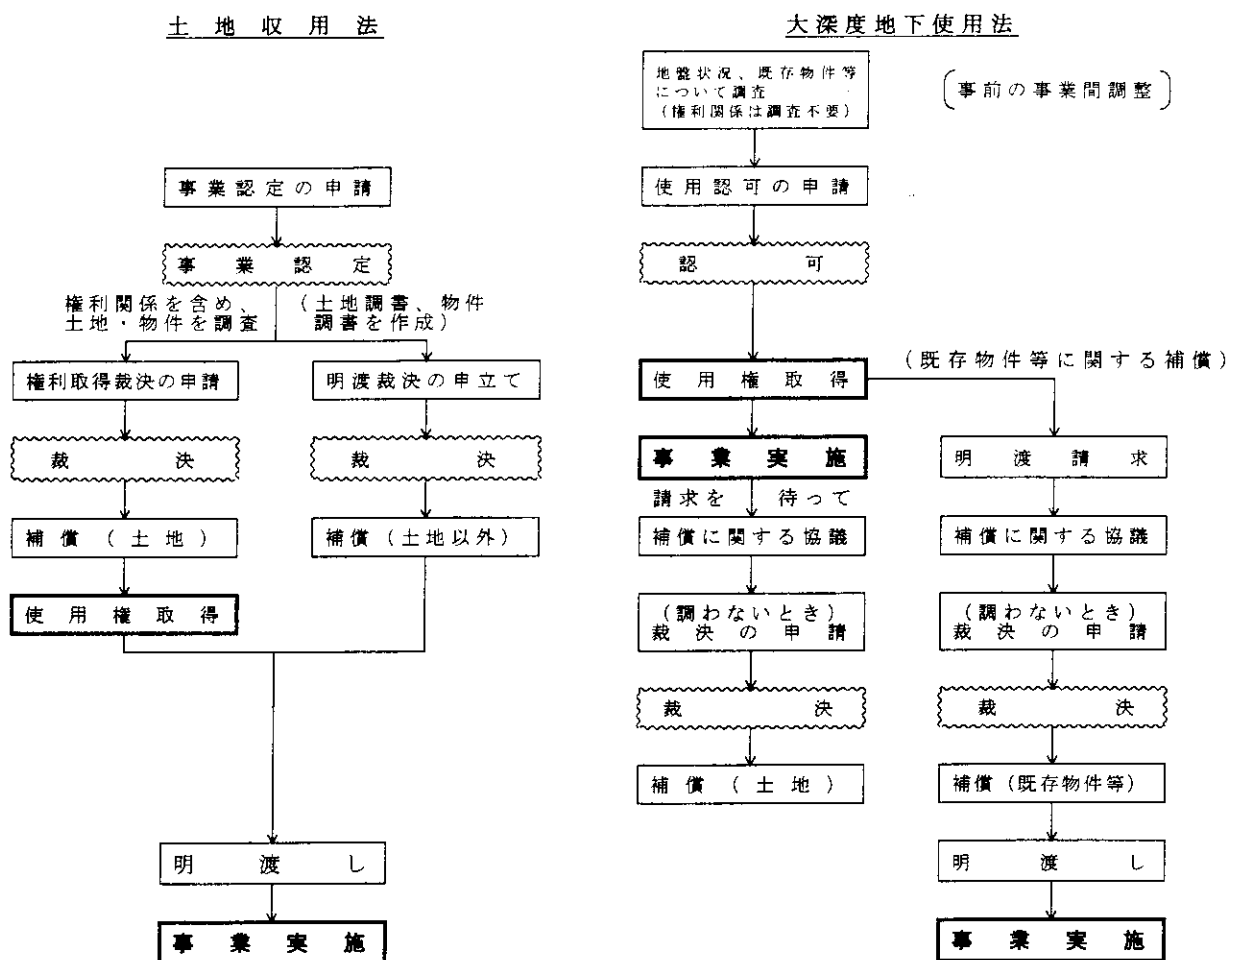 土地収用法
事業認定の申請
事業認定
権利関係を含め、(土地調書、物件
土地・物件を調査 調書を作成)
権利取得裁決の申請
明渡裁決の申立て
裁決
裁決
補償(土地)
補償(土地以外)
使用権取得
明渡し
事業実施
大深度地下使用法
地盤状況、既存物件等
について調査
(権利関係は調査不要)
(事前の事業間調整)
使用認可の申請
認可
使用権取得
(既存物件等に関する補償)
事業実施
請求を 待って
補償に関する協議
(調わないとき)
裁決の申請
裁決
補償(土地)
明渡請求
補償に関する協議
(調わないとき)
裁決の申請
裁決
補償(既存物件等)
明渡し
事業実施